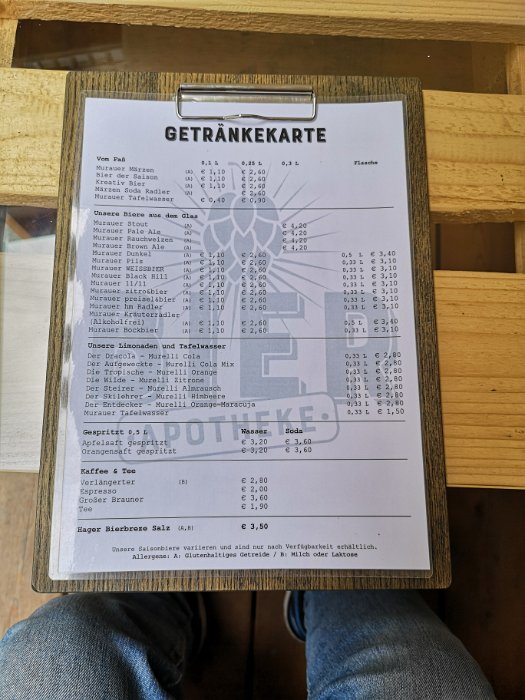 GETRÄNKEKARTE
Vom Faß 0,1 L 0,25 L 0,3 L Flasche
Murauer Märzen (A) € 1,10 € 2,60
Bier der Saison (A) € 1,10 € 2,60
Kreativ Bier (A) € 1,10 € 2,60
Märzen Soda Radler (A) € 2,60
Murauer Tafelwasser € 0,40 € 0,90
Unsere Biere aus dem Glas
Murauer Stout (A) € 4,20
Murauer Pale Ale (A) € 4,20
Murauer Rauchweizen (A) € 4,20
Murauer Brown Ale (A) € 4,20
Murauer Dunkel (A) € 1,10 € 2,60 0,5 L € 3,40
Murauer Pils (A) € 1,10 € 2,60 0,33 L € 3,10
Murauer WEISSBIER (A) € 1,10 € 2,60 0,33 L € 3,10
Murauer Black Hill (A) € 1,10 € 2,60 0,33 L € 3,10
Murauer 11/11 (A) € 1,10 € 2,60 0,33 L € 3,10
Murauer zitro&bier (A) € 1,10 € 2,60 0,33 L € 3,10
Murauer preisel&bier (A) € 1,10 € 2,60 0,33 L € 3,10
Murauer hm Radler (A) € 1,10 € 2,60 0,33 L € 3,10
Murauer Kräuterradler
(Alkoholfrei) (A) € 1,10 € 2,60 0,5 L € 3,40
Murauer Bockbier (A) € 1,10 € 2,60 0,33 L € 3,10
Unsere Limonaden und Tafelwasser
Der Dracola - Murelli Cola 0,33 L € 2,80
Der Aufgeweckte - Murelli Cola Mix 0,33 L € 2,80
Die Tropische - Murelli Orange 0,33 L € 2,80
Die Wilde - Murelli Zitrone 0,33 L € 2,80
Der Steirer - Murelli Almrausch 0,33 L € 2,80
Der Skilehrer - Murelli Himbeere 0,33 L € 2,80
Der Entdecker - Murelli Orange-Maracuja 0,33 L € 2,80
Murauer Tafelwasser 0,33 L € 1,50
APOTHEKE
Gespritzt 0,5 L Wasser Soda
Apfelsaft gespritzt € 3,20 € 3,60
Orangensaft gespritzt € 3,20 € 3,60
Kaffee & Tee
Verlängerter (B) € 2,80
Espresso € 2,00
Großer Brauner € 3,60
Tee € 1,90
Hager Bierbreze Salz (A,B) € 3,50
Unsere Saisonbiere variieren und sind nur nach Verfügbarkeit erhältlich.
Allergene: A: Glutenhaltiges Getreide / B: Milch oder Laktose